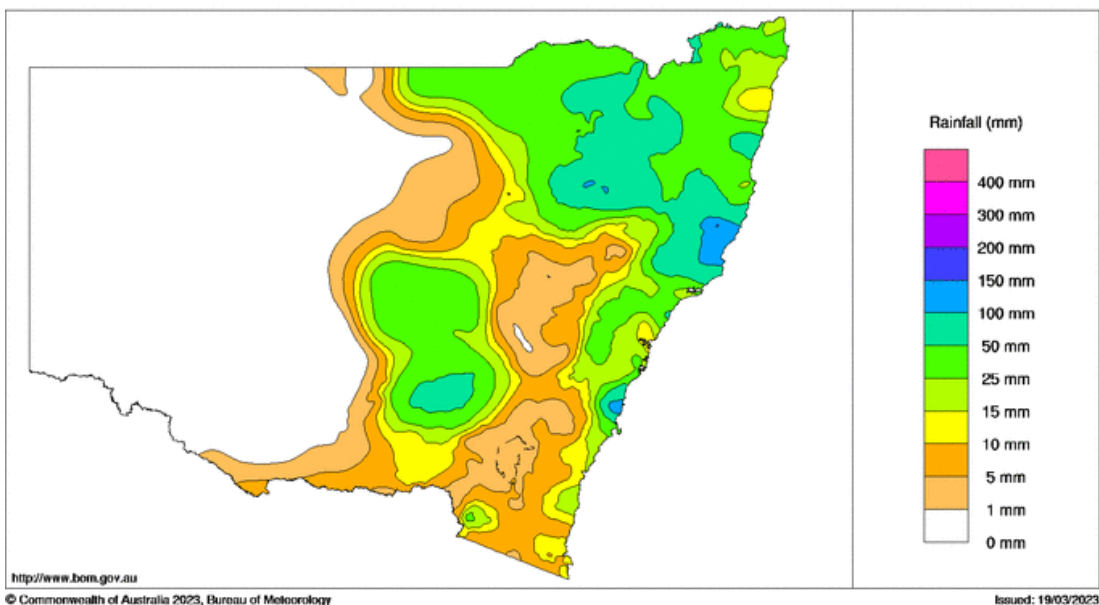 Rainfall (mm)
400 mm
300 mm
200 mm
150 mm
100 mm
50 mm
25 mm
15 mm
10 mm
5 mm
1 mm
0 mm
http://www.bom.gov.au
© Commonwealth of Australia 2023, Bureau of Meteorology
Issued: 19/03/2023